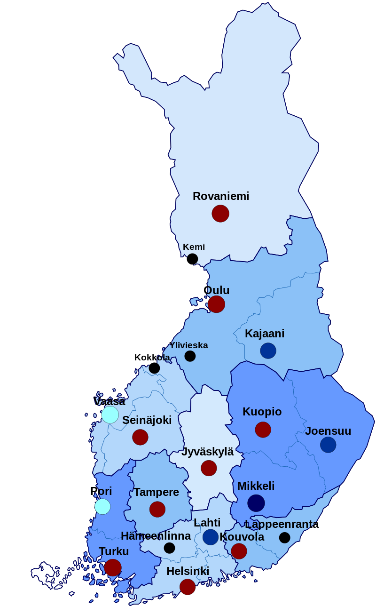 Rovaniemi
Kemi
Oulu
Kajaani
Ylivieska
Kokkola
Vaasa
Seinäjoki
Kuopio
Joensuu
Jyväskylä
Mikkeli
Pori
Tampere
Lahti
Lappeenranta
Hämeenlinna
Kouvola
Turku
Helsinki